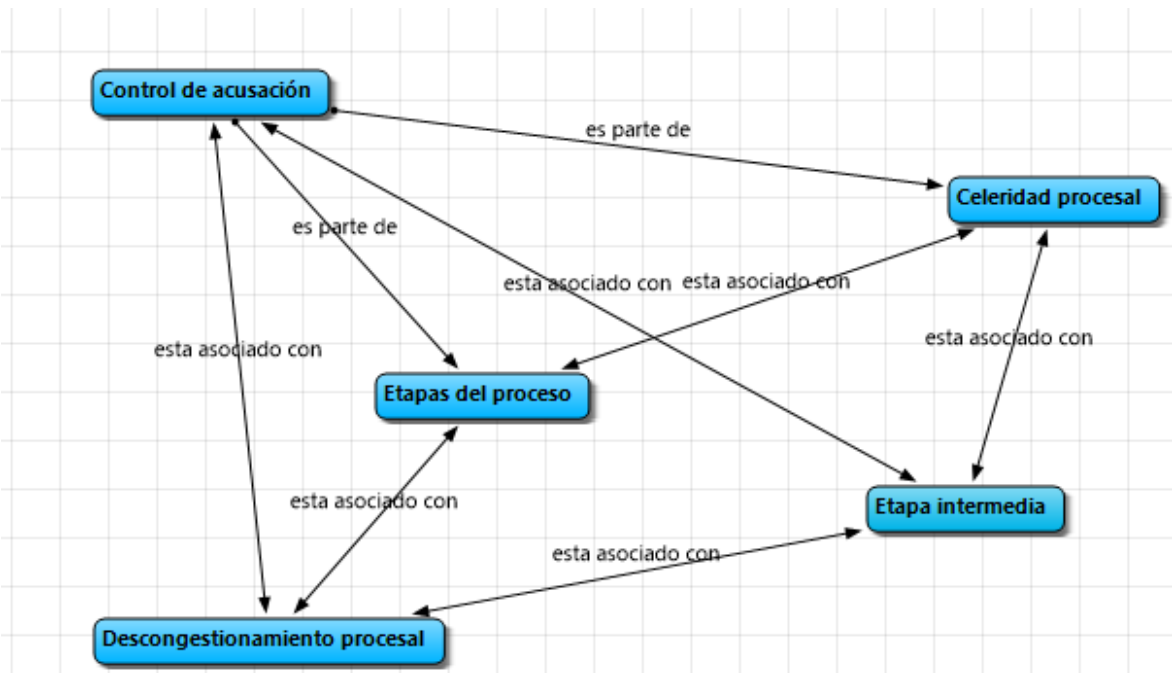 Control de acusación
es parte de
Celeridad procesal
es parte de
esta asociado con
esta asociado con
esta asociado con
esta asociado con
Etapas del proceso
esta asociado con
Etapa intermedia
esta asociado con
Descongestionamiento procesal